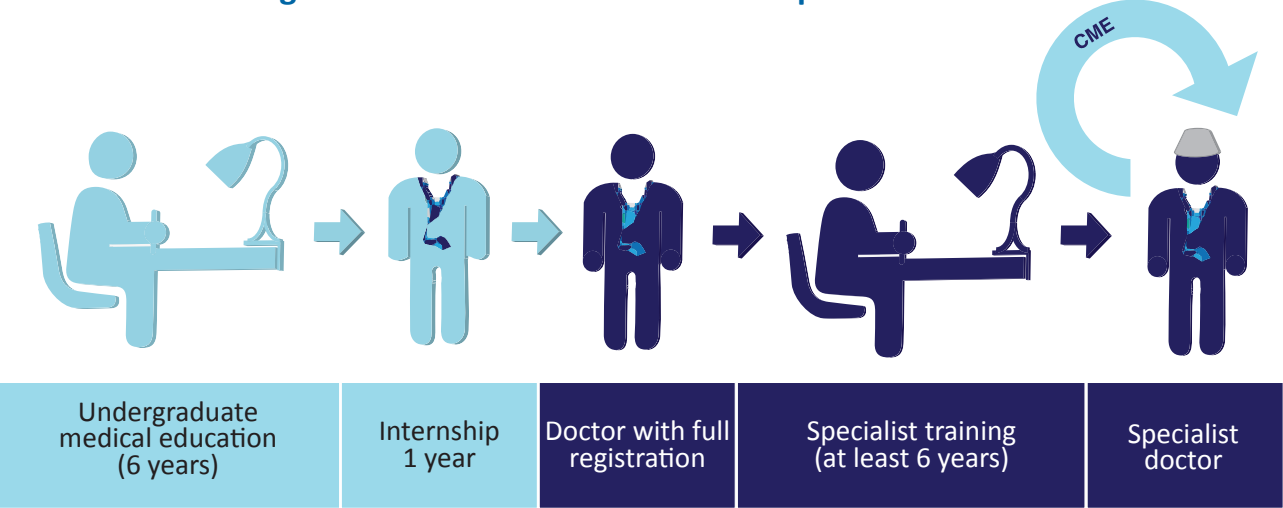 CME
Undergraduate
medical education
(6 years)
Internship
1 year
Doctor with full
registration
Specialist training
(at least 6 years)
Specialist
doctor